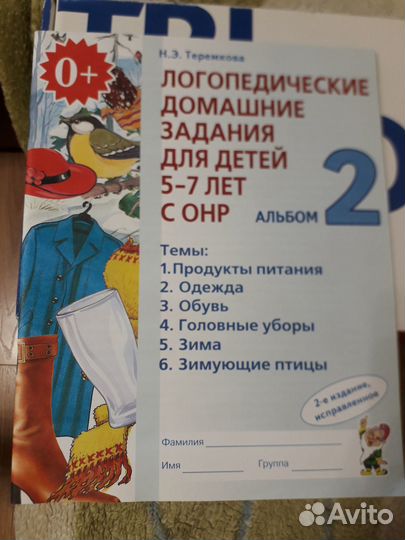 0+
Н.Э. Теремкова
ЛОГОПЕДИЧЕСКИЕ
ДОМАШНИЕ
ЗАДАНИЯ
ДЛЯ ДЕТЕЙ
5-7 ЛЕТ
С ОНР АЛЬБОМ 2
Темы:
1.Продукты питания
2. Одежда
3. Обувь
4. Головные уборы
5. Зима
6. Зимующие птицы
2-е издание,
исправленное
Фамилия
Имя Группа
Avito